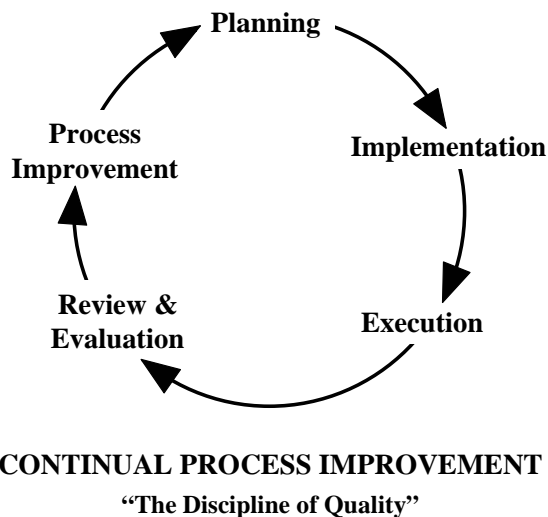 Planning
Implementation
Execution
Review &
Evaluation
Process
Improvement
CONTINUAL PROCESS IMPROVEMENT
“The Discipline of Quality”